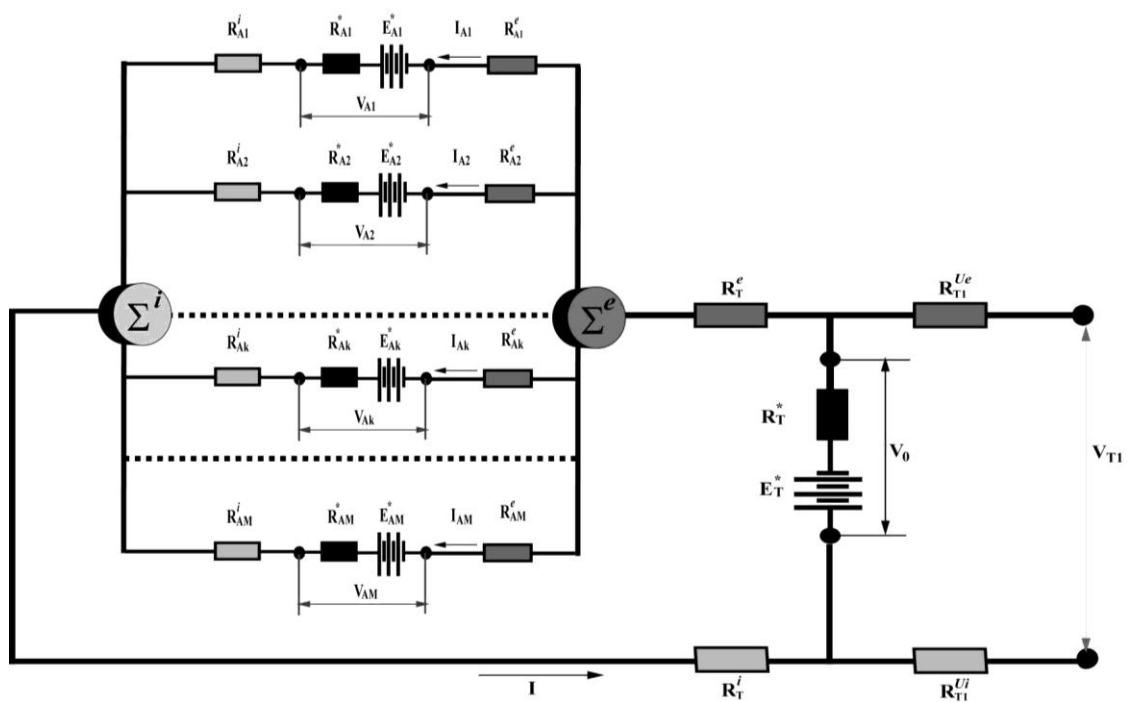 R^i_A1 R^*_A1 E^*_A1 I_A1 R^e_A1
V_A1
R^i_A2 R^*_A2 E^*_A2 I_A2 R^e_A2
V_A2
Σ^i Σ^e R^e_T R^Ue_T1
R^i_Ak R^*_Ak E^*_Ak I_Ak R^e_Ak
V_Ak
R^*_T V_0 V_T1
E^*_T
R^i_AM R^*_AM E^*_AM I_AM R^e_AM
V_AM
I R^i_T R^Ui_T1